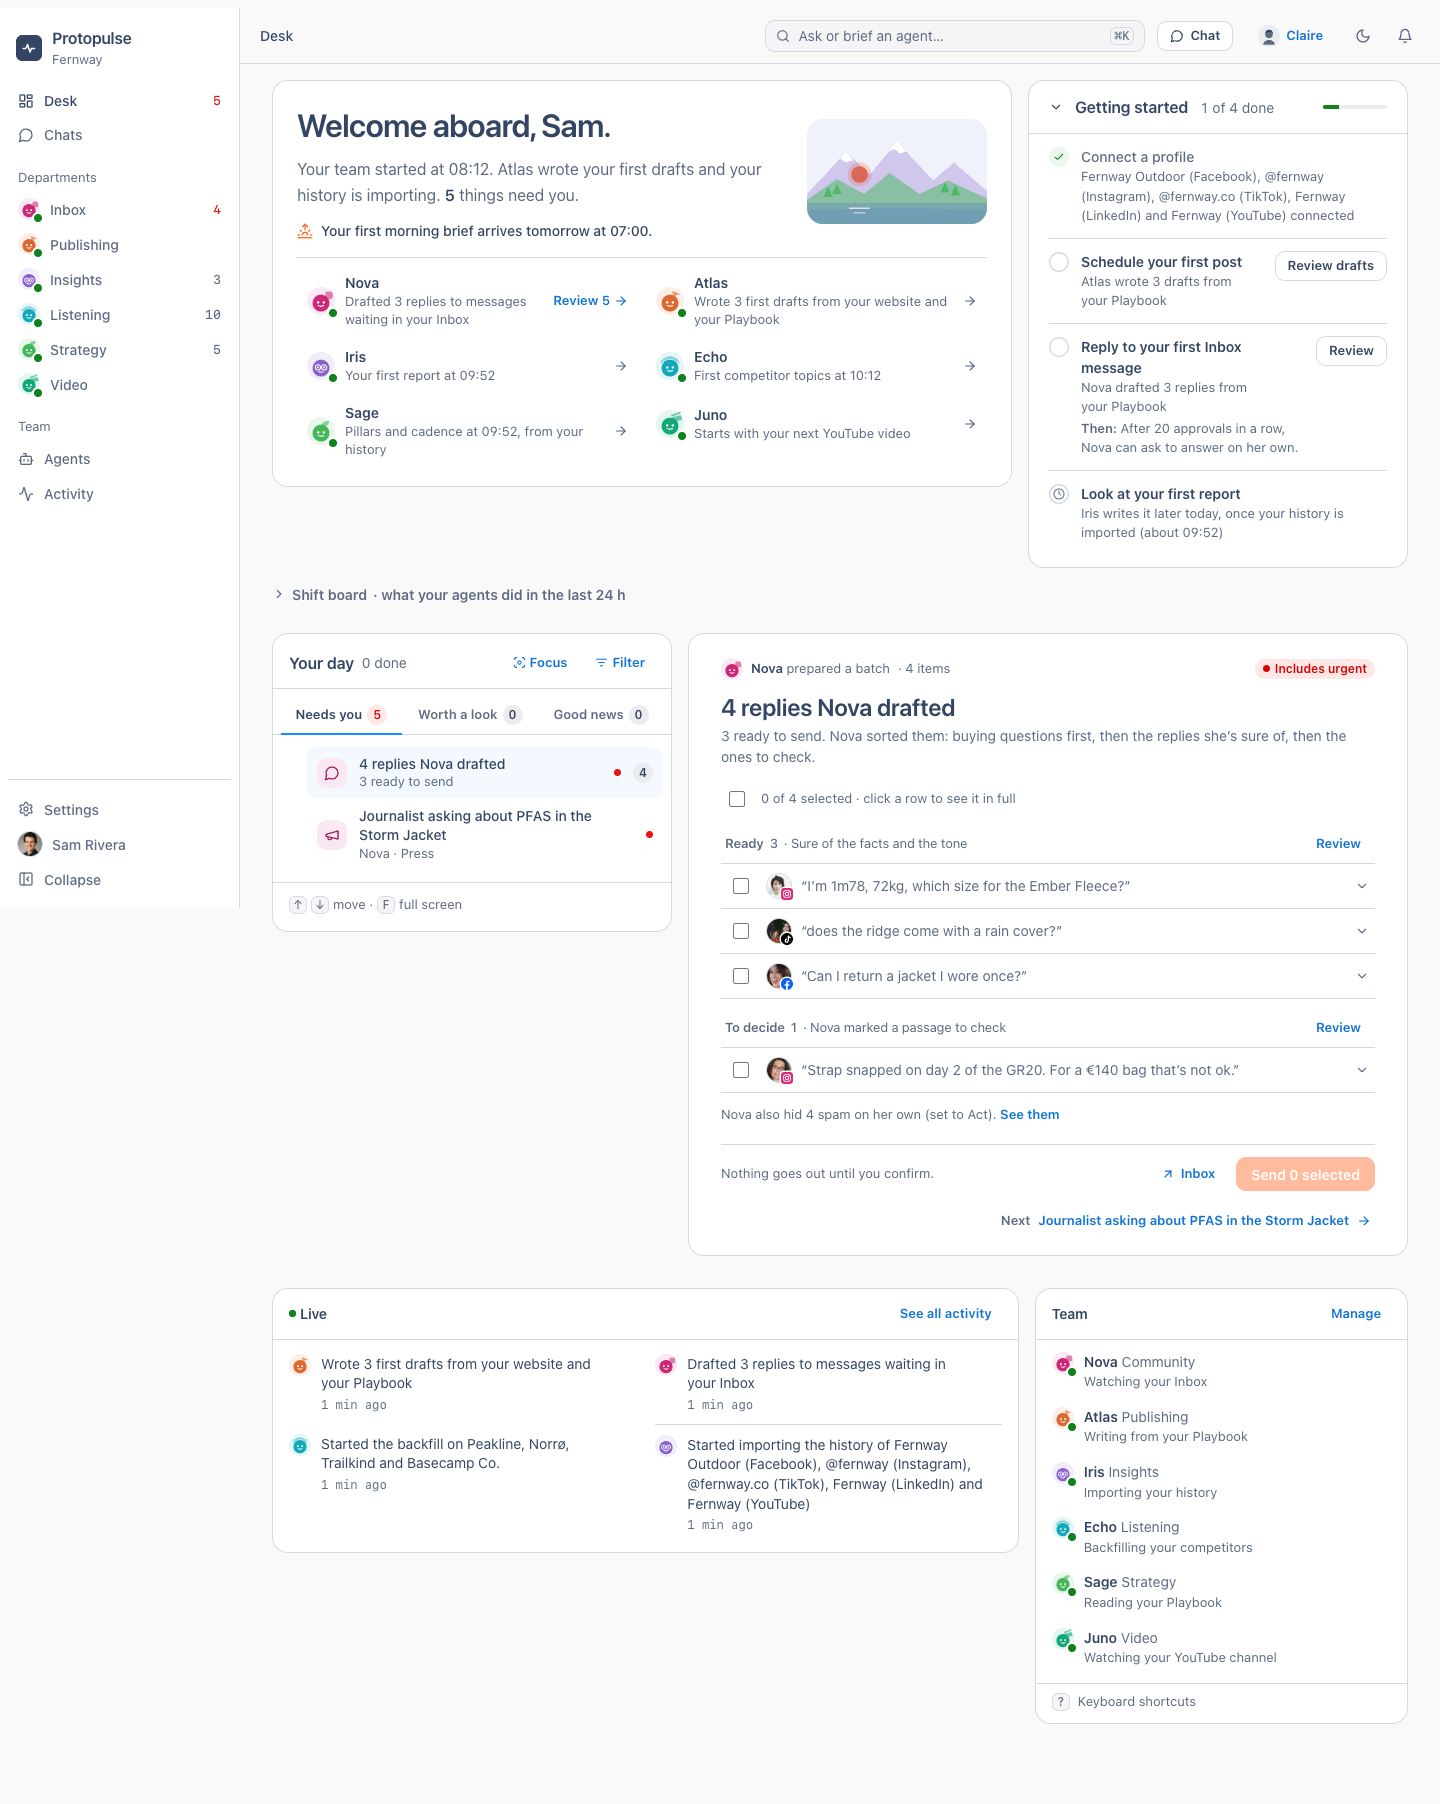 Protopulse
Fernway
Desk 5
Chats
Departments
Inbox 4
Publishing
Insights 3
Listening 10
Strategy 5
Video
Team
Agents
Activity
Settings
Sam Rivera
Collapse
Desk
Ask or brief an agent... ⌘K
Chat
Claire
Welcome aboard, Sam.
Your team started at 08:12. Atlas wrote your first drafts and your
history is importing. 5 things need you.
Your first morning brief arrives tomorrow at 07:00.
Nova
Drafted 3 replies to messages
waiting in your Inbox
Review 5 →
Atlas
Wrote 3 first drafts from your website and
your Playbook
Iris
Your first report at 09:52
Echo
First competitor topics at 10:12
Sage
Pillars and cadence at 09:52, from your
history
Juno
Starts with your next YouTube video
Getting started 1 of 4 done
Connect a profile
Fernway Outdoor (Facebook), @fernway
(Instagram), @fernway.co (TikTok), Fernway
(LinkedIn) and Fernway (YouTube) connected
Schedule your first post
Atlas wrote 3 drafts from
your Playbook
Review drafts
Reply to your first Inbox
message
Nova drafted 3 replies from
your Playbook
Then: After 20 approvals in a row,
Nova can ask to answer on her own.
Review
Look at your first report
Iris writes it later today, once your history is
imported (about 09:52)
Shift board · what your agents did in the last 24 h
Your day 0 done
Focus
Filter
Needs you 5
Worth a look 0
Good news 0
4 replies Nova drafted
3 ready to send
4
Journalist asking about PFAS in the
Storm Jacket
Nova · Press
↑ ↓ move · F full screen
Nova prepared a batch · 4 items
Includes urgent
4 replies Nova drafted
3 ready to send. Nova sorted them: buying questions first, then the replies she's sure of, then the
ones to check.
0 of 4 selected · click a row to see it in full
Ready 3 · Sure of the facts and the tone
Review
“I’m 1m78, 72kg, which size for the Ember Fleece?”
“does the ridge come with a rain cover?”
“Can I return a jacket I wore once?”
To decide 1 · Nova marked a passage to check
Review
“Strap snapped on day 2 of the GR20. For a €140 bag that’s not ok.”
Nova also hid 4 spam on her own (set to Act). See them
Nothing goes out until you confirm.
Inbox
Send 0 selected
Next Journalist asking about PFAS in the Storm Jacket →
Live
See all activity
Wrote 3 first drafts from your website and
your Playbook
1 min ago
Drafted 3 replies to messages waiting in
your Inbox
1 min ago
Started the backfill on Peakline, Norrø,
Trailkind and Basecamp Co.
1 min ago
Started importing the history of Fernway
Outdoor (Facebook), @fernway (Instagram),
@fernway.co (TikTok), Fernway (LinkedIn) and
Fernway (YouTube)
1 min ago
Team
Manage
Nova Community
Watching your Inbox
Atlas Publishing
Writing from your Playbook
Iris Insights
Importing your history
Echo Listening
Backfilling your competitors
Sage Strategy
Reading your Playbook
Juno Video
Watching your YouTube channel
? Keyboard shortcuts